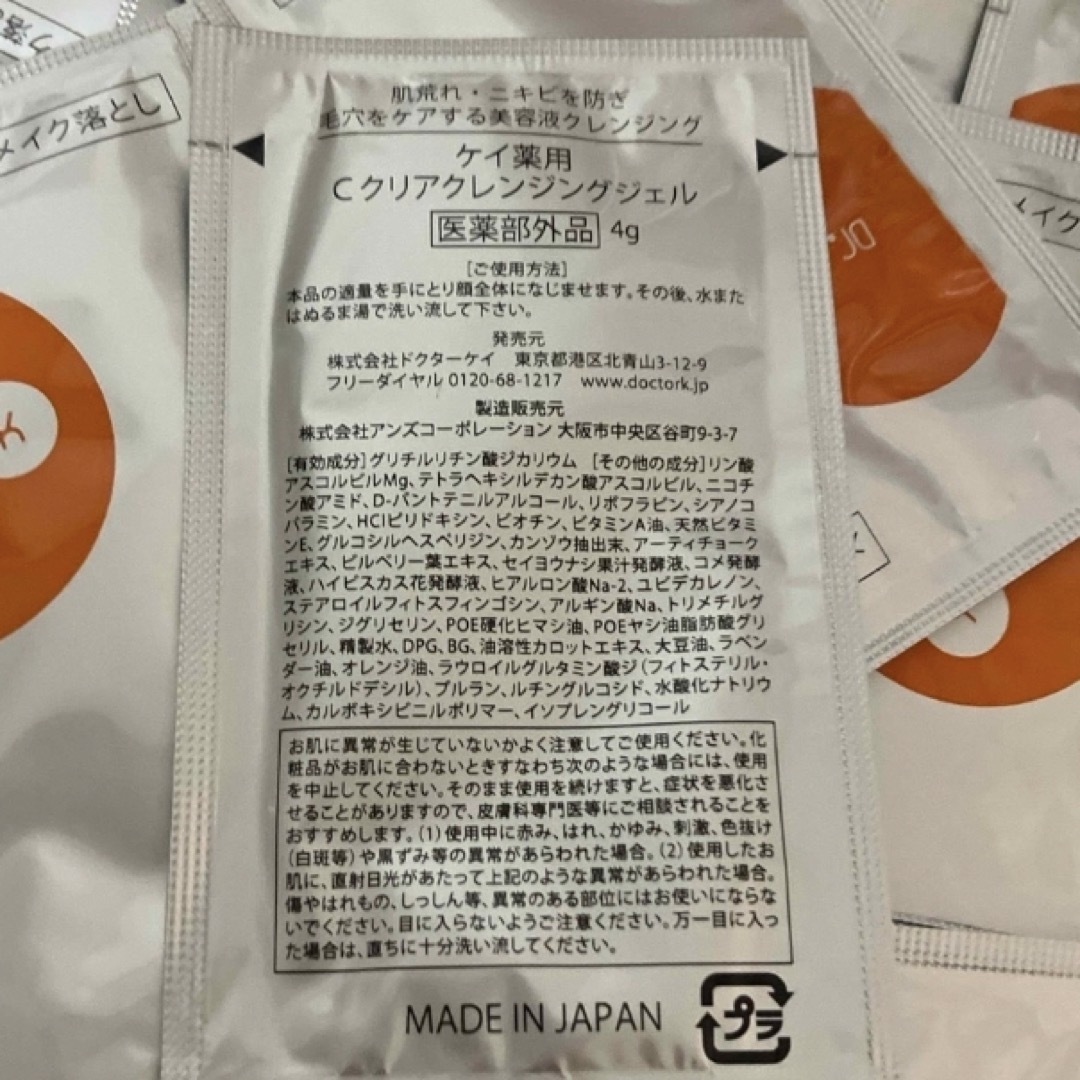 肌荒れ・ニキビを防ぎ
毛穴をケアする美容液クレンジング
ケイ薬用
Cクリアクレンジングジェル
医薬部外品 4g
[ご使用方法]
本品の適量を手にとり顔全体になじませます。その後、水また
はぬるま湯で洗い流して下さい。
発売元
株式会社ドクターケイ 東京都港区北青山3-12-9
フリーダイヤル 0120-68-1217 www.doctork.jp
製造販売元
株式会社アンズコーポレーション 大阪市中央区谷町9-3-7
[有効成分]グリチルリチン酸ジカリウム [その他の成分]リン酸
アスコルビルMg、テトラヘキシルデカン酸アスコルビル、ニコチ
ン酸アミド、D-パントテニルアルコール、リボフラビン、シアノコ
バラミン、HCIピリドキシン、ビオチン、ビタミンA油、天然ビタミ
ンE、グルコシルヘスペリジン、カンゾウ抽出末、アーティチョーク
エキス、ビルベリー葉エキス、セイヨウナシ果汁発酵液、コメ発酵
液、ハイビスカス花発酵液、ヒアルロン酸Na-2、ユビデカレノン、
ステアロイルフィトスフィンゴシン、アルギン酸Na、トリメチルグ
リシン、ジグリセリン、POE硬化ヒマシ油、POEヤシ油脂肪酸グリ
セリル、精製水、DPG、BG、油溶性カロットエキス、大豆油、ラベン
ダー油、オレンジ油、ラウロイルグルタミン酸ジ(フィトステリル・
オクチルドデシル)、プルラン、ルチングルコシド、水酸化ナトリウ
ム、カルボキシビニルポリマー、イソプレングリコール
お肌に異常が生じていないかよく注意してご使用ください。化
粧品がお肌に合わないときすなわち次のような場合には、使用
を中止してください。そのまま使用を続けますと、症状を悪化さ
せることがありますので、皮膚科専門医等にご相談されることを
おすすめします。(1)使用中に赤み、はれ、かゆみ、刺激、色抜け
(白斑等)や黒ずみ等の異常があらわれた場合。(2)使用したお
肌に、直射日光があたって上記のような異常があらわれた場合。
傷やはれもの、しっしん等、異常のある部位にはお使いにならな
いでください。目に入らないようご注意ください。万一目に入っ
た場合は、直ちに十分洗い流してください。
MADE IN JAPAN
プラ
メイク落とし
メイク